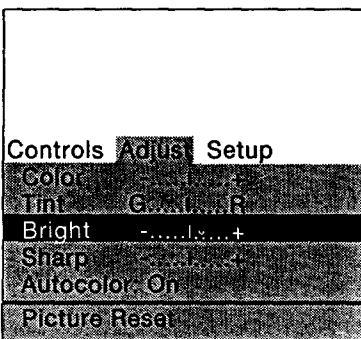 Controls Adjust Setup
Color -.....|.....+
Tint G.....|.....R
Bright -.....|.....+
Sharp -.....|.....+
Autocolor: On
Picture Reset